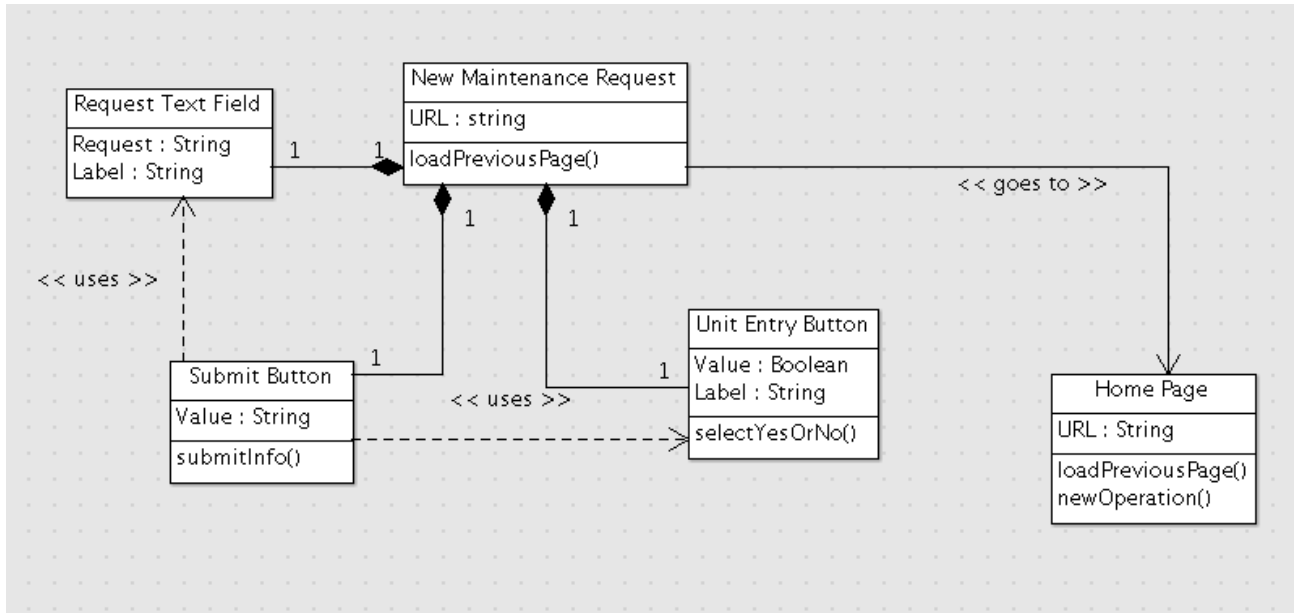 New Maintenance Request
URL : string
loadPreviousPage()
Request Text Field
Request : String
Label : String
1
1
<< goes to >>
1
1
<< uses >>
Unit Entry Button
Value : Boolean
Label : String
selectYesOrNo()
Submit Button
Value : String
submitInfo()
1
1
<< uses >>
Home Page
URL : String
loadPreviousPage()
newOperation()